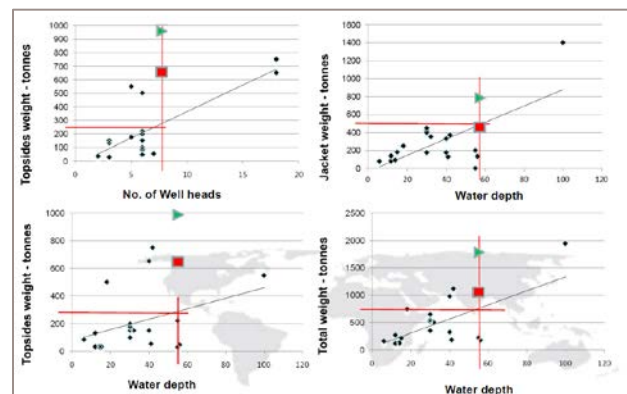 Topsides weight - tonnes
1000
900
800
700
600
500
400
300
200
100
0
0 5 10 15 20
No. of Well heads
Jacket weight - tonnes
1600
1400
1200
1000
800
600
400
200
0
0 20 40 60 80 100 120
Water depth
Topsides weight - tonnes
1000
800
600
400
200
0
0 20 40 60 80 100 120
Water depth
Total weight - tonnes
2500
2000
1500
1000
500
0
0 20 40 60 80 100 120
Water depth